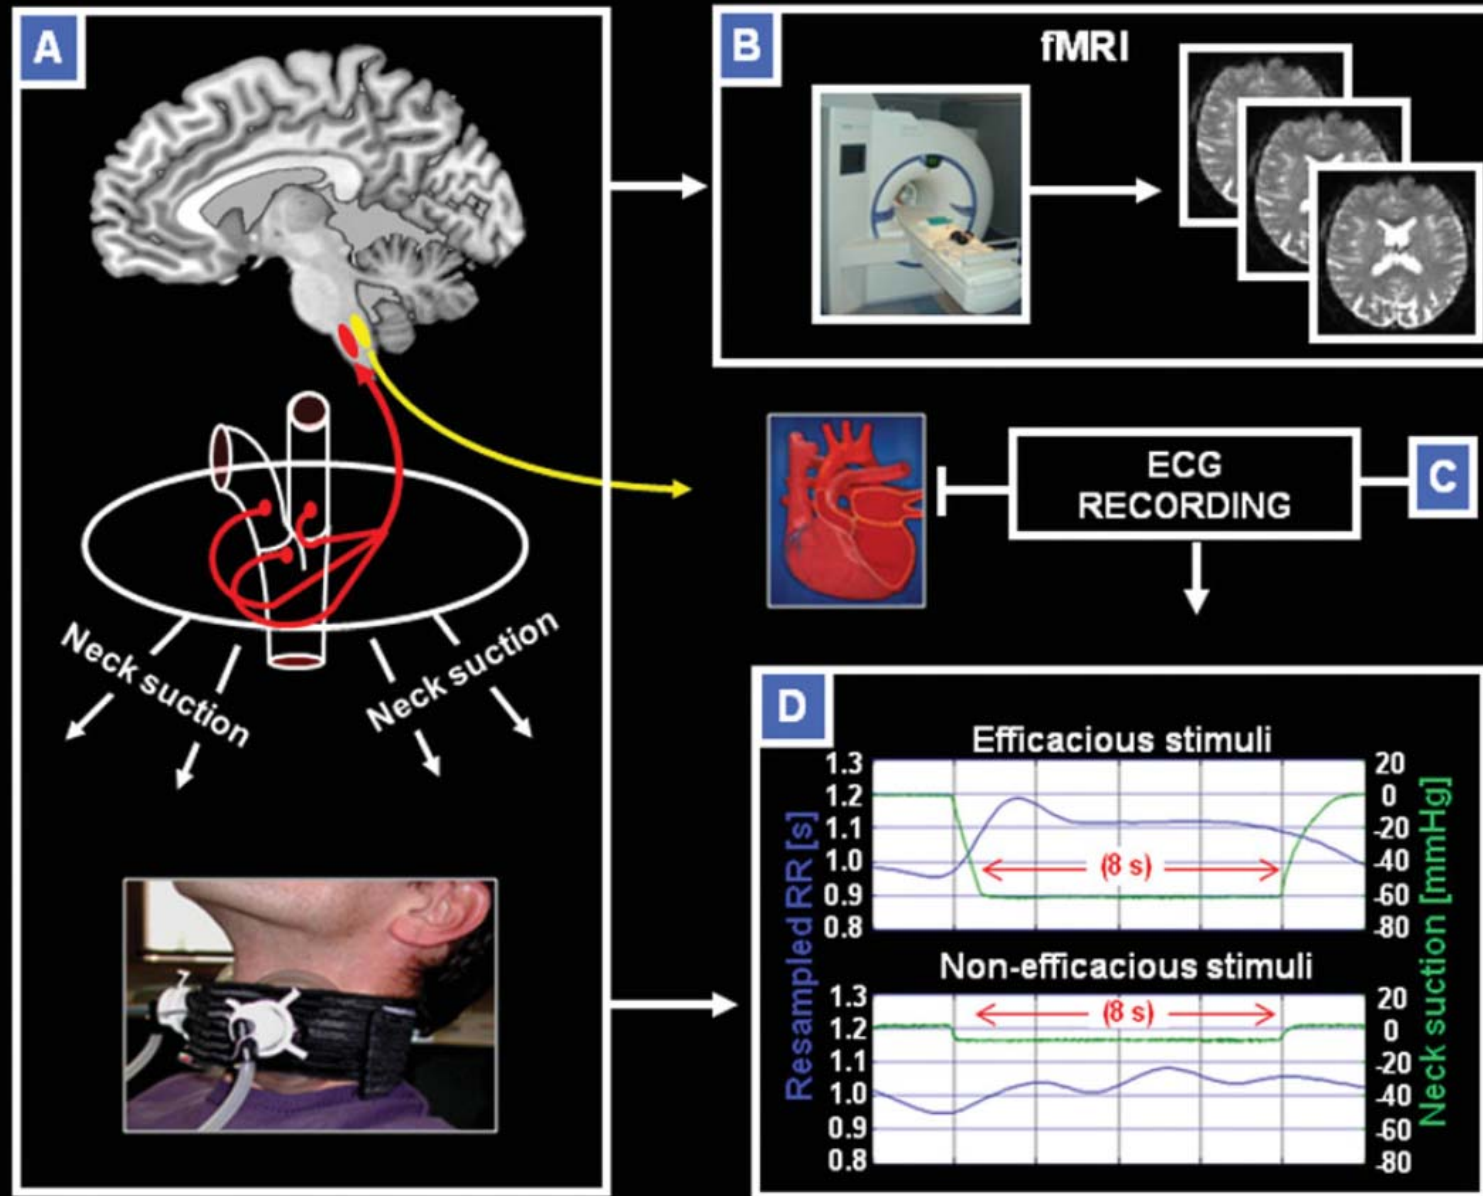 A
Neck suction
Neck suction
B
fMRI
ECG
RECORDING
C
D
Efficacious stimuli
Resampled RR [s]
1.3
1.2
1.1
1.0
0.9
0.8
(8 s)
20
0
-20
-40
-60
-80
Neck suction [mmHg]
Non-efficacious stimuli
1.3
1.2
1.1
1.0
0.9
0.8
(8 s)
20
0
-20
-40
-60
-80